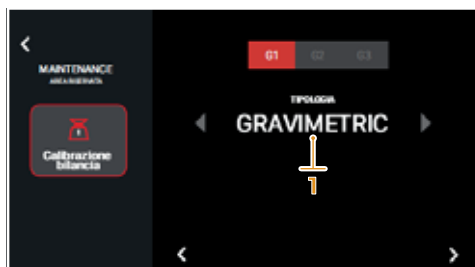 MAINTENANCE
AREA RISERVATA
Calibrazione
bilancia
G1 G2 G3
TIPOLOGIA
GRAVIMETRIC
1